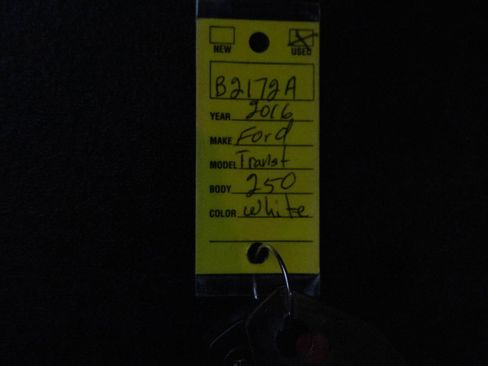 NEW USED
B2172A
YEAR 2016
MAKE Ford
MODEL Transit
BODY 250
COLOR White